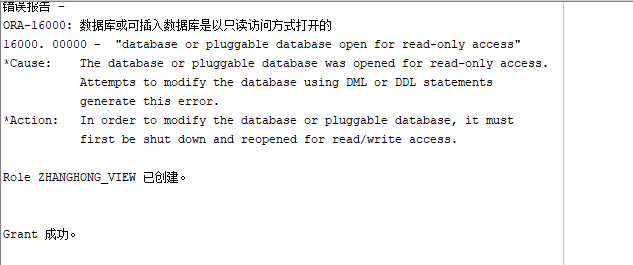 错误报告 -
ORA-16000: 数据库或可插入数据库是以只读访问方式打开的
16000. 00000 -  "database or pluggable database open for read-only access"
*Cause:    The database or pluggable database was opened for read-only access.
           Attempts to modify the database using DML or DDL statements
           generate this error.
*Action:   In order to modify the database or pluggable database, it must
           first be shut down and reopened for read/write access.
Role ZHANGHONG_VIEW 已创建。
Grant 成功。